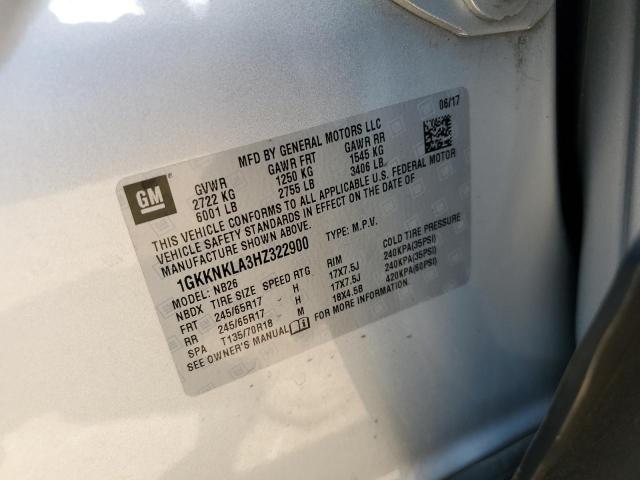 06/17
MFD BY GENERAL MOTORS LLC
GM
GVWR GAWR FRT GAWR RR
2722 KG 1250 KG 1545 KG
6001 LB 2755 LB 3406 LB
THIS VEHICLE CONFORMS TO ALL APPLICABLE U.S. FEDERAL MOTOR
VEHICLE SAFETY STANDARDS IN EFFECT ON THE DATE OF
MANUFACTURE SHOWN ABOVE.
1GKKNKLA3HZ322900 TYPE: M.P.V.
MODEL: NB26
NBDX TIRE SIZE SPEED RTG RIM COLD TIRE PRESSURE
FRT 245/65R17 H 17X7.5J 240KPA(35PSI)
RR 245/65R17 H 17X7.5J 240KPA(35PSI)
SPA T135/70R18 M 18X4.5B 420KPA(60PSI)
SEE OWNER'S MANUAL FOR MORE INFORMATION.